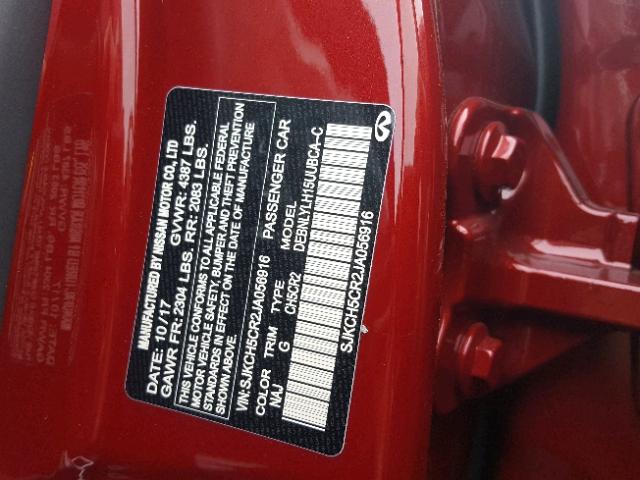 MANUFACTURED BY NISSAN MOTOR CO., LTD
DATE: 10/17 GVWR: 4387 LBS.
GAWR FR: 2304 LBS. RR: 2083 LBS.
THIS VEHICLE CONFORMS TO ALL APPLICABLE FEDERAL
MOTOR VEHICLE SAFETY, BUMPER AND THEFT PREVENTION
STANDARDS IN EFFECT ON THE DATE OF MANUFACTURE
SHOWN ABOVE.
VIN: SJKCH5CR2JA056916 PASSENGER CAR
COLOR TRIM TYPE MODEL
NAJ G CH5CR2 DEBNLYLH15UUBCA-C
SJKCH5CR2JA056916